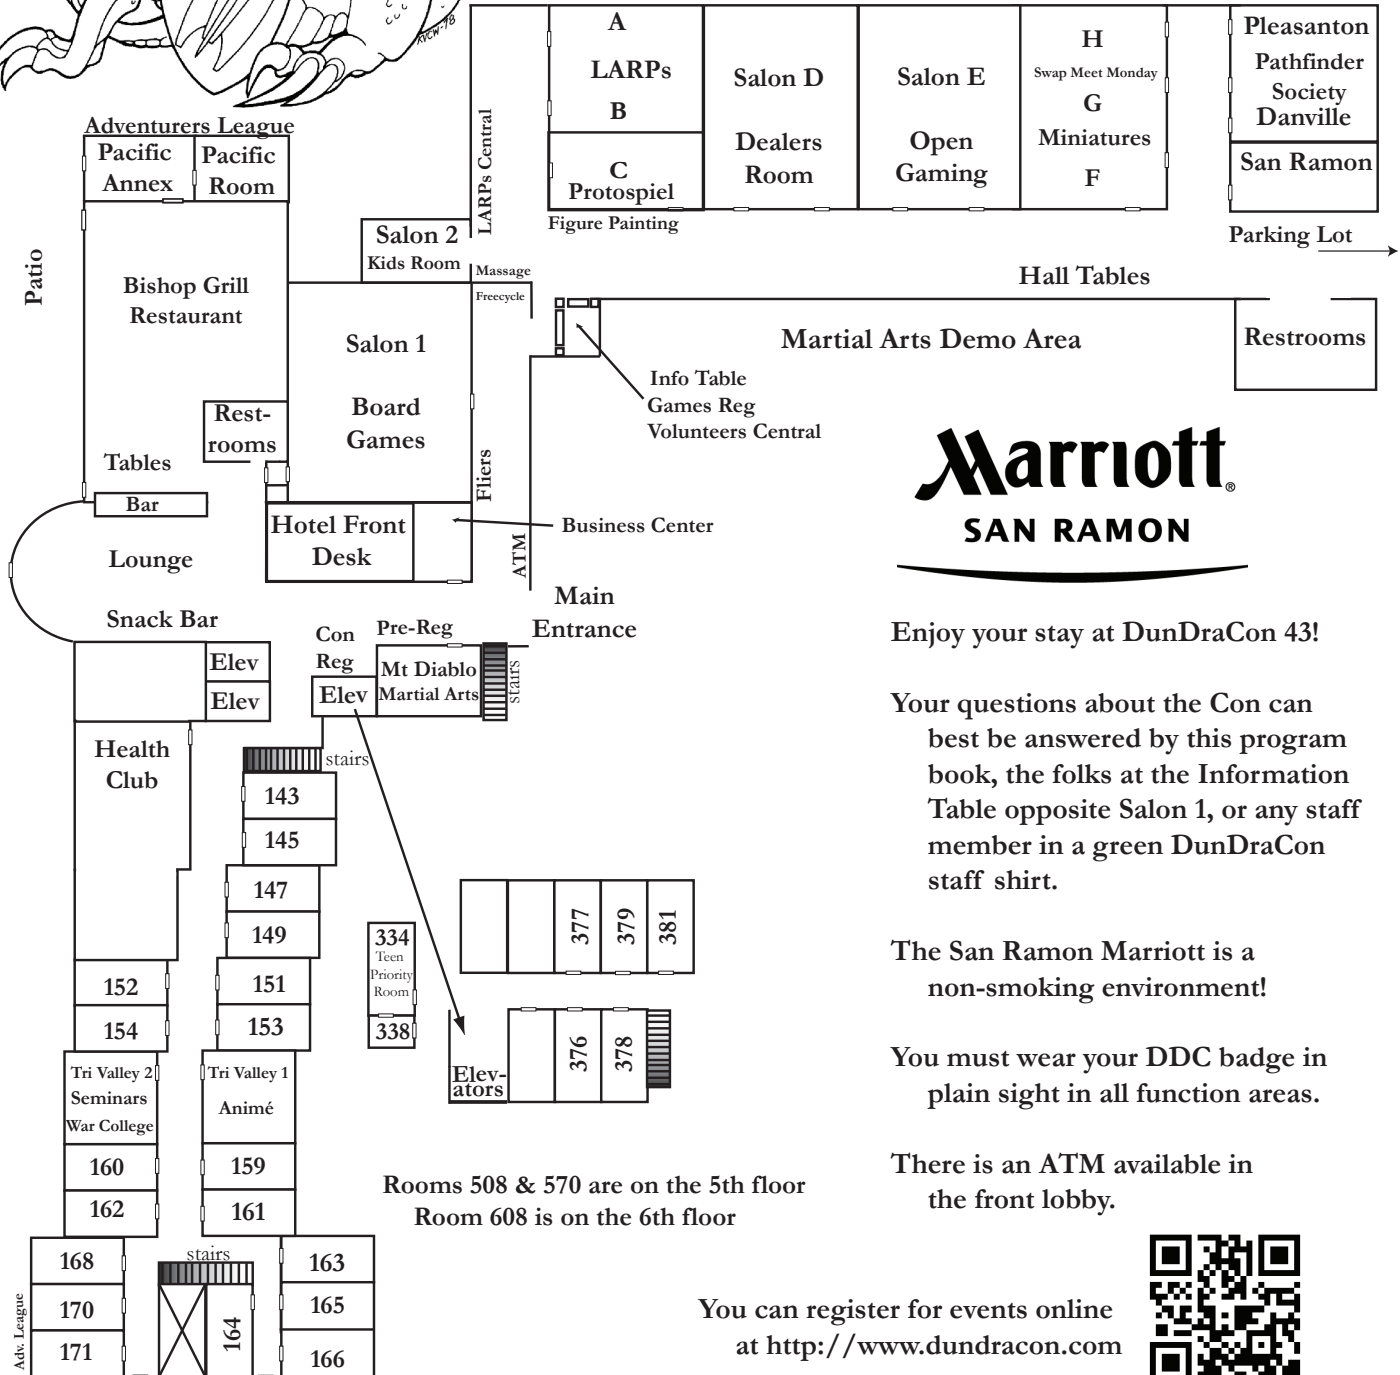 RVCW-'18
A
LARPs
B
C
Protospiel
Figure Painting
Salon D
Dealers
Room
Salon E
Open
Gaming
H
Swap Meet Monday
G
Miniatures
F
Pleasanton
Pathfinder
Society
Danville
San Ramon
Parking Lot
Adventurers League
Pacific
Annex
Pacific
Room
LARPs Central
Salon 2
Kids Room
Massage
Freecycle
Hall Tables
Patio
Bishop Grill
Restaurant
Salon 1
Board
Games
Martial Arts Demo Area
Restrooms
Info Table
Games Reg
Volunteers Central
Rest-
rooms
Tables
Bar
Fliers
Hotel Front
Desk
Business Center
ATM
Lounge
Snack Bar
Main
Entrance
Marriott®
SAN RAMON
Con
Reg
Pre-Reg
Elev
Elev
Elev
Mt Diablo
Martial Arts
stairs
Health
Club
stairs
143
145
147
149
151
153
152
154
Tri Valley 2
Seminars
War College
Tri Valley 1
Animé
160
162
159
161
168
170
171
Adv. League
stairs
164
163
165
166
334
Teen
Priority
Room
338
377
379
381
376
378
Elev-
ators
Rooms 508 & 570 are on the 5th floor
Room 608 is on the 6th floor
Enjoy your stay at DunDraCon 43!
Your questions about the Con can
best be answered by this program
book, the folks at the Information
Table opposite Salon 1, or any staff
member in a green DunDraCon
staff shirt.
The San Ramon Marriott is a
non-smoking environment!
You must wear your DDC badge in
plain sight in all function areas.
There is an ATM available in
the front lobby.
You can register for events online
at http://www.dundracon.com